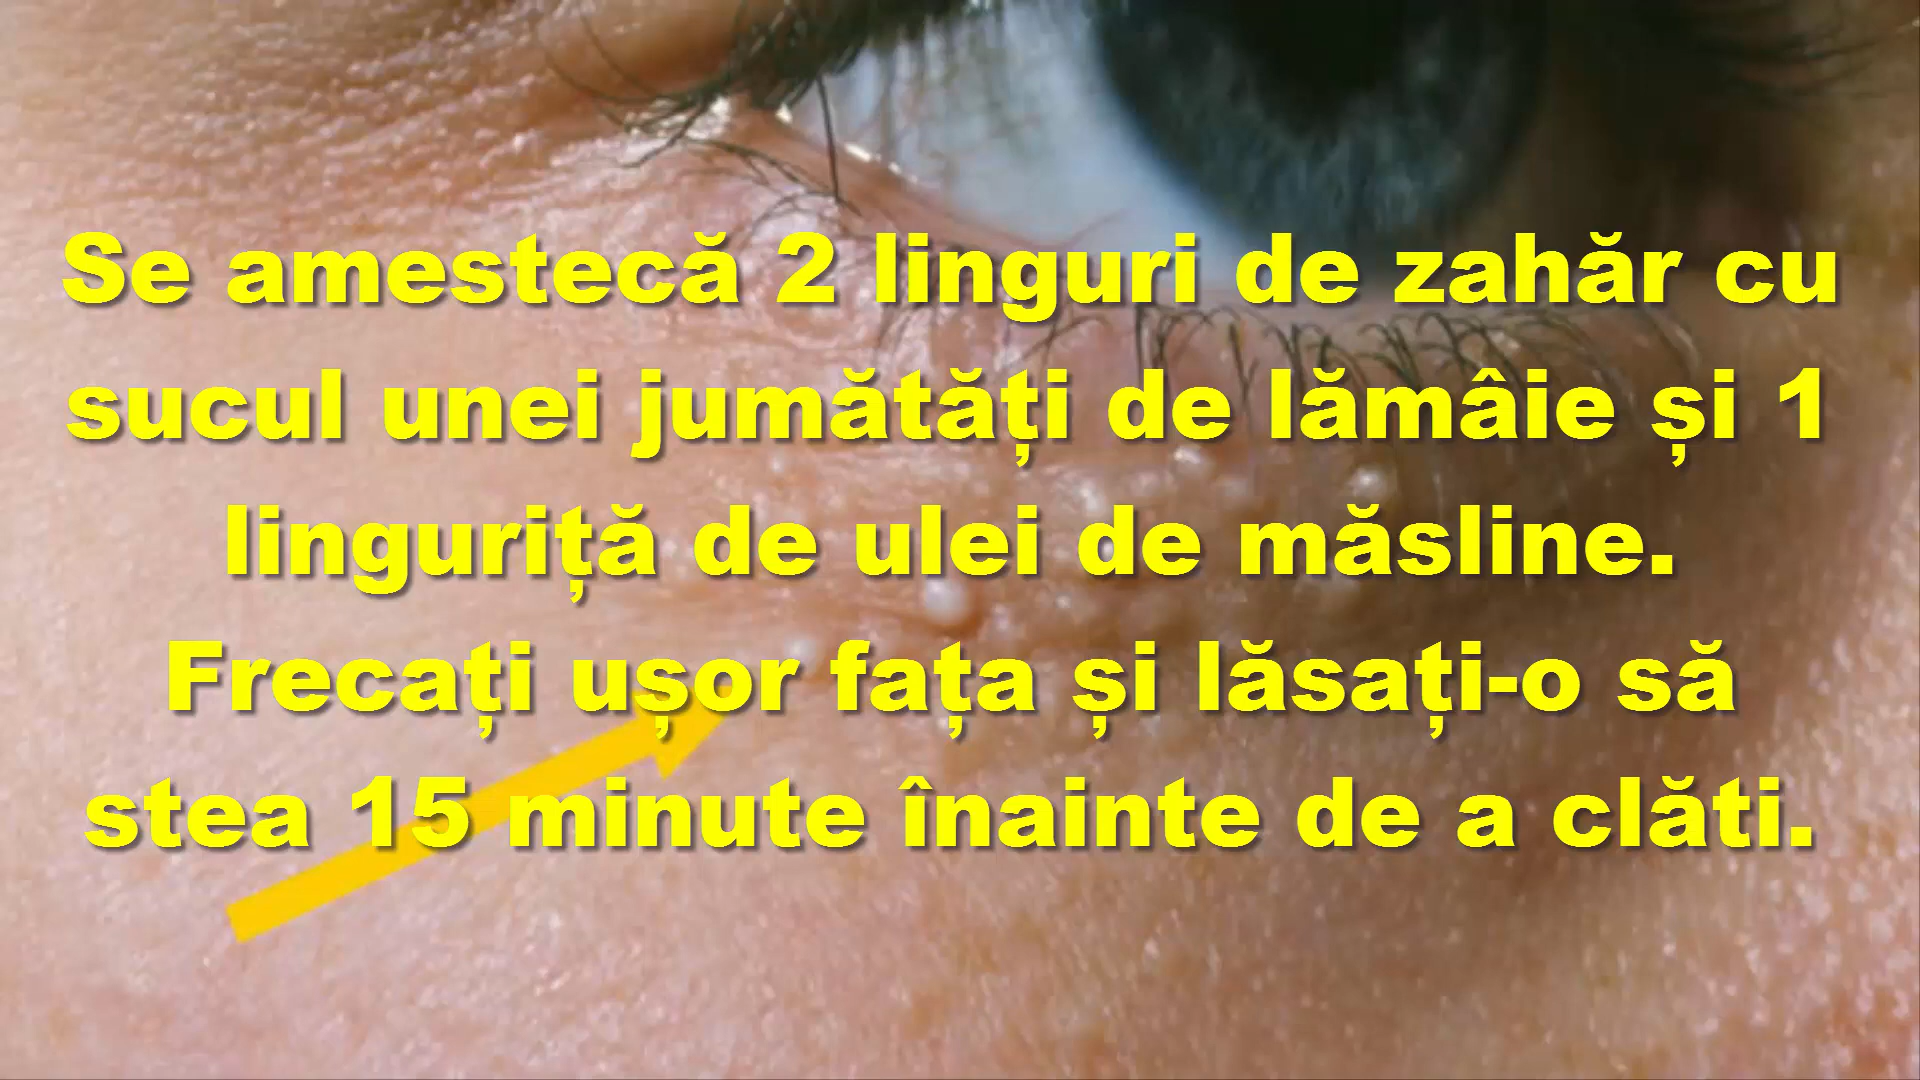 Se amestecă 2 linguri de zahăr cu
sucul unei jumătăți de lămâie și 1
linguriță de ulei de măsline.
Frecați ușor fața și lăsați-o să
stea 15 minute înainte de a clăti.